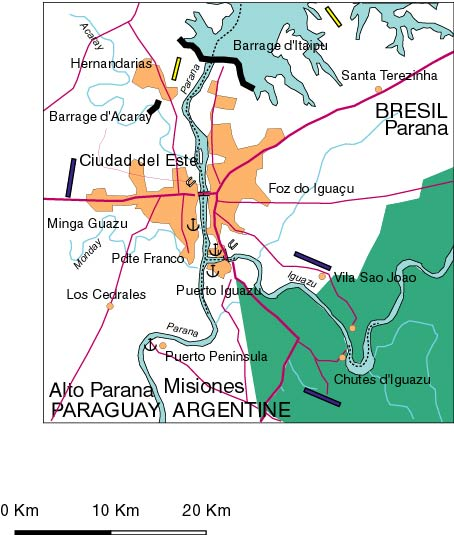 Acaray
Barrage d'Itaipu
Hernandarias
Parana
Santa Terezinha
BRESIL
Parana
Barrage d'Acaray
Ciudad del Este
Foz do Iguaçu
Minga Guazu
Monday
Pdte Franco
Iguazu
Vila Sao Joao
Los Cedrales
Puerto Iguazu
Parana
Puerto Peninsula
Chutes d'Iguazu
Alto Parana Misiones
PARAGUAY ARGENTINE
0 Km 10 Km 20 Km